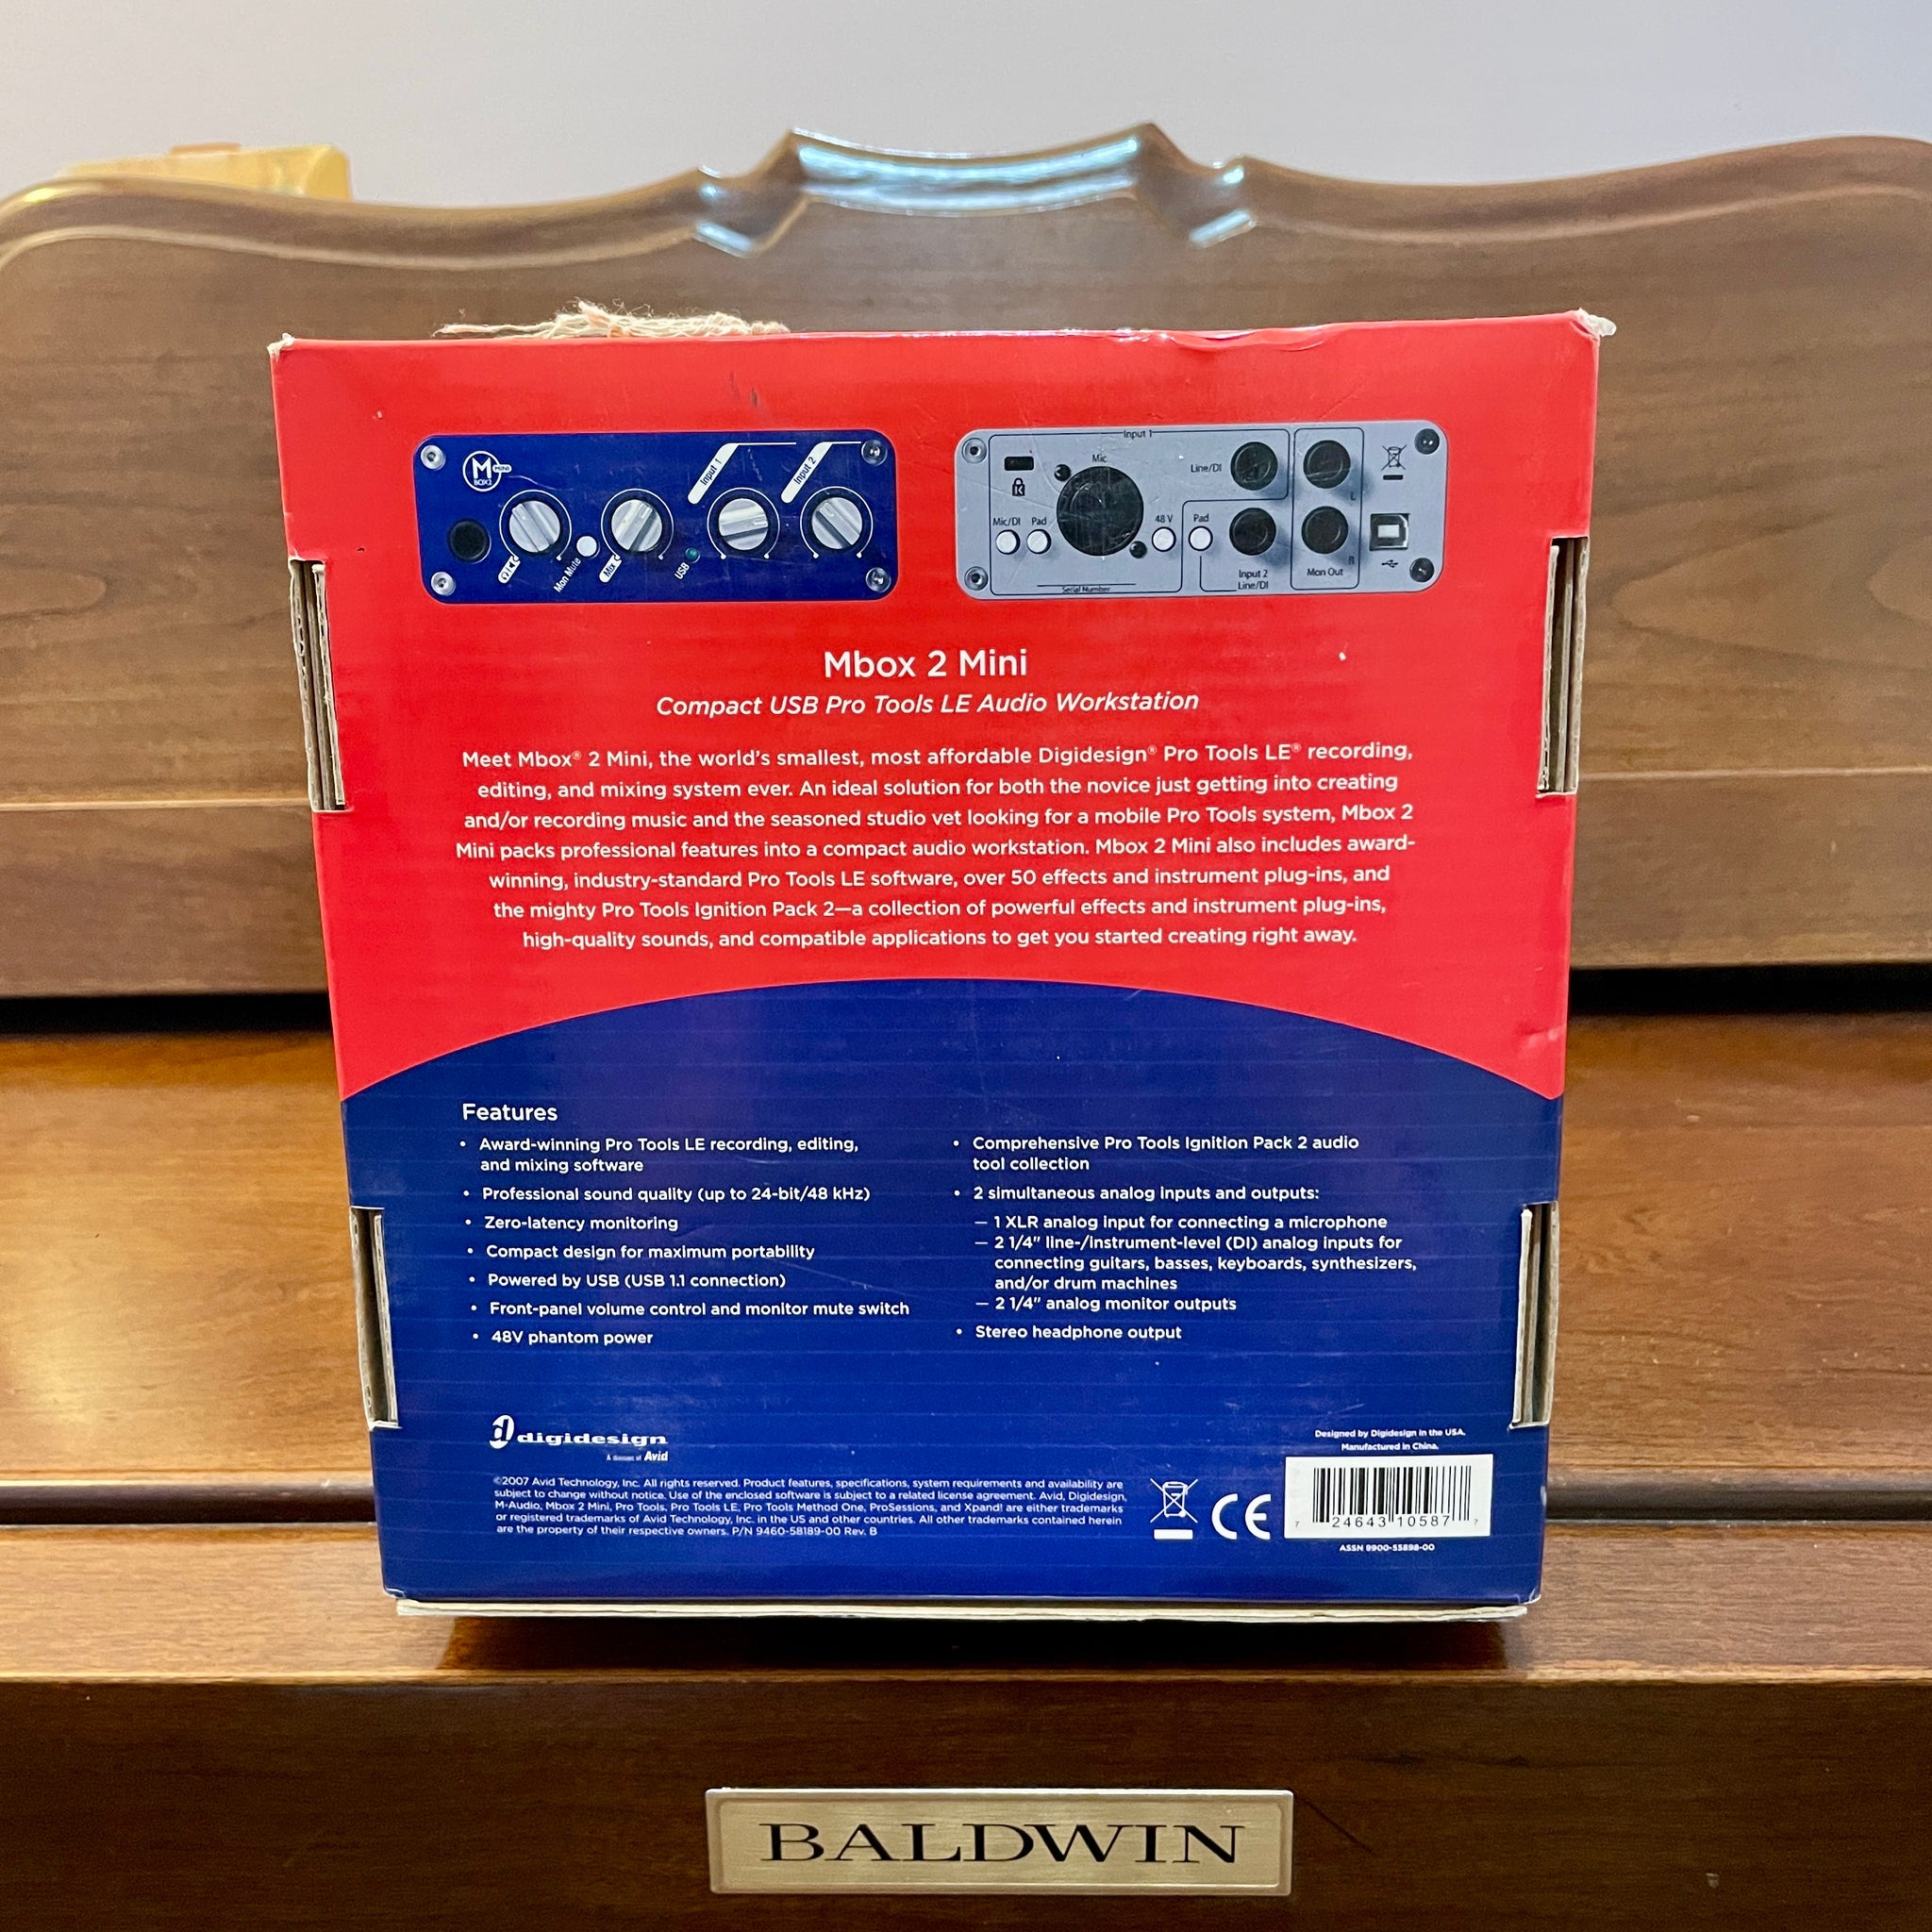 M
MINI
BOX2
Input 1
Input 2
Mon Mute
Mix
USB
Input 1
Mic
Line/DI
L
Mic/DI
Pad
48 V
Pad
R
Input 2
Line/DI
Mon Out
Serial Number
Mbox 2 Mini
Compact USB Pro Tools LE Audio Workstation
Meet Mbox® 2 Mini, the world's smallest, most affordable Digidesign® Pro Tools LE® recording,
editing, and mixing system ever. An ideal solution for both the novice just getting into creating
and/or recording music and the seasoned studio vet looking for a mobile Pro Tools system, Mbox 2
Mini packs professional features into a compact audio workstation. Mbox 2 Mini also includes award-
winning, industry-standard Pro Tools LE software, over 50 effects and instrument plug-ins, and
the mighty Pro Tools Ignition Pack 2—a collection of powerful effects and instrument plug-ins,
high-quality sounds, and compatible applications to get you started creating right away.
Features
• Award-winning Pro Tools LE recording, editing,
and mixing software
• Professional sound quality (up to 24-bit/48 kHz)
• Zero-latency monitoring
• Compact design for maximum portability
• Powered by USB (USB 1.1 connection)
• Front-panel volume control and monitor mute switch
• 48V phantom power
• Comprehensive Pro Tools Ignition Pack 2 audio
tool collection
• 2 simultaneous analog inputs and outputs:
— 1 XLR analog input for connecting a microphone
— 2 1/4" line-/instrument-level (DI) analog inputs for
connecting guitars, basses, keyboards, synthesizers,
and/or drum machines
— 2 1/4" analog monitor outputs
• Stereo headphone output
digidesign
A division of Avid
©2007 Avid Technology, Inc. All rights reserved. Product features, specifications, system requirements and availability are
subject to change without notice. Use of the enclosed software is subject to a related license agreement. Avid, Digidesign,
M-Audio, Mbox 2 Mini, Pro Tools, Pro Tools LE, Pro Tools Method One, ProSessions, and Xpand! are either trademarks
or registered trademarks of Avid Technology, Inc. in the US and other countries. All other trademarks contained herein
are the property of their respective owners. P/N 9460-58189-00 Rev. B
CE
Designed by Digidesign in the USA.
Manufactured in China.
7 24643 10587 7
ASSN 9900-55898-00
BALDWIN